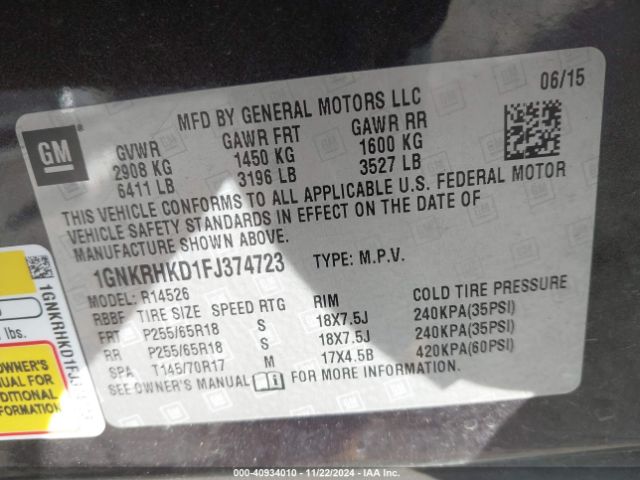 06/15
MFD BY GENERAL MOTORS LLC
GM
GVWR GAWR FRT GAWR RR
2908 KG 1450 KG 1600 KG
6411 LB 3196 LB 3527 LB
THIS VEHICLE CONFORMS TO ALL APPLICABLE U.S. FEDERAL MOTOR
VEHICLE SAFETY STANDARDS IN EFFECT ON THE DATE OF
MANUFACTURE SHOWN ABOVE.
1GNKRHKD1FJ374723 TYPE: M.P.V.
MODEL: R14526
RBBF TIRE SIZE SPEED RTG RIM COLD TIRE PRESSURE
FRT P255/65R18 S 18X7.5J 240KPA(35PSI)
RR P255/65R18 S 18X7.5J 240KPA(35PSI)
SPA T145/70R17 M 17X4.5B 420KPA(60PSI)
SEE OWNER'S MANUAL FOR MORE INFORMATION.
lbs.
OWNER'S
MANUAL FOR
ADDITIONAL
FORMATION
1GNKRHKD1FJ
000-40934010 - 11/22/2024 - IAA Inc.